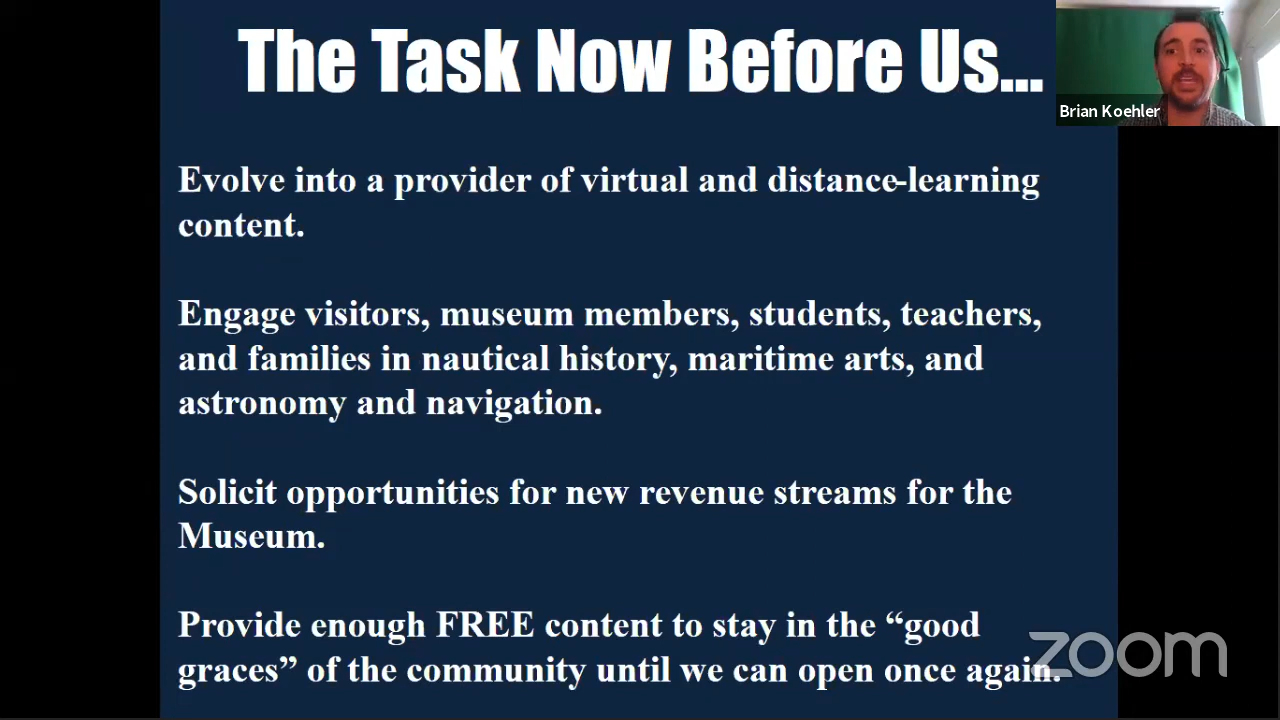 The Task Now Before Us...
Brian Koehler
Evolve into a provider of virtual and distance-learning
content.
Engage visitors, museum members, students, teachers,
and families in nautical history, maritime arts, and
astronomy and navigation.
Solicit opportunities for new revenue streams for the
Museum.
Provide enough FREE content to stay in the “good
graces” of the community until we can open once again.
zoom